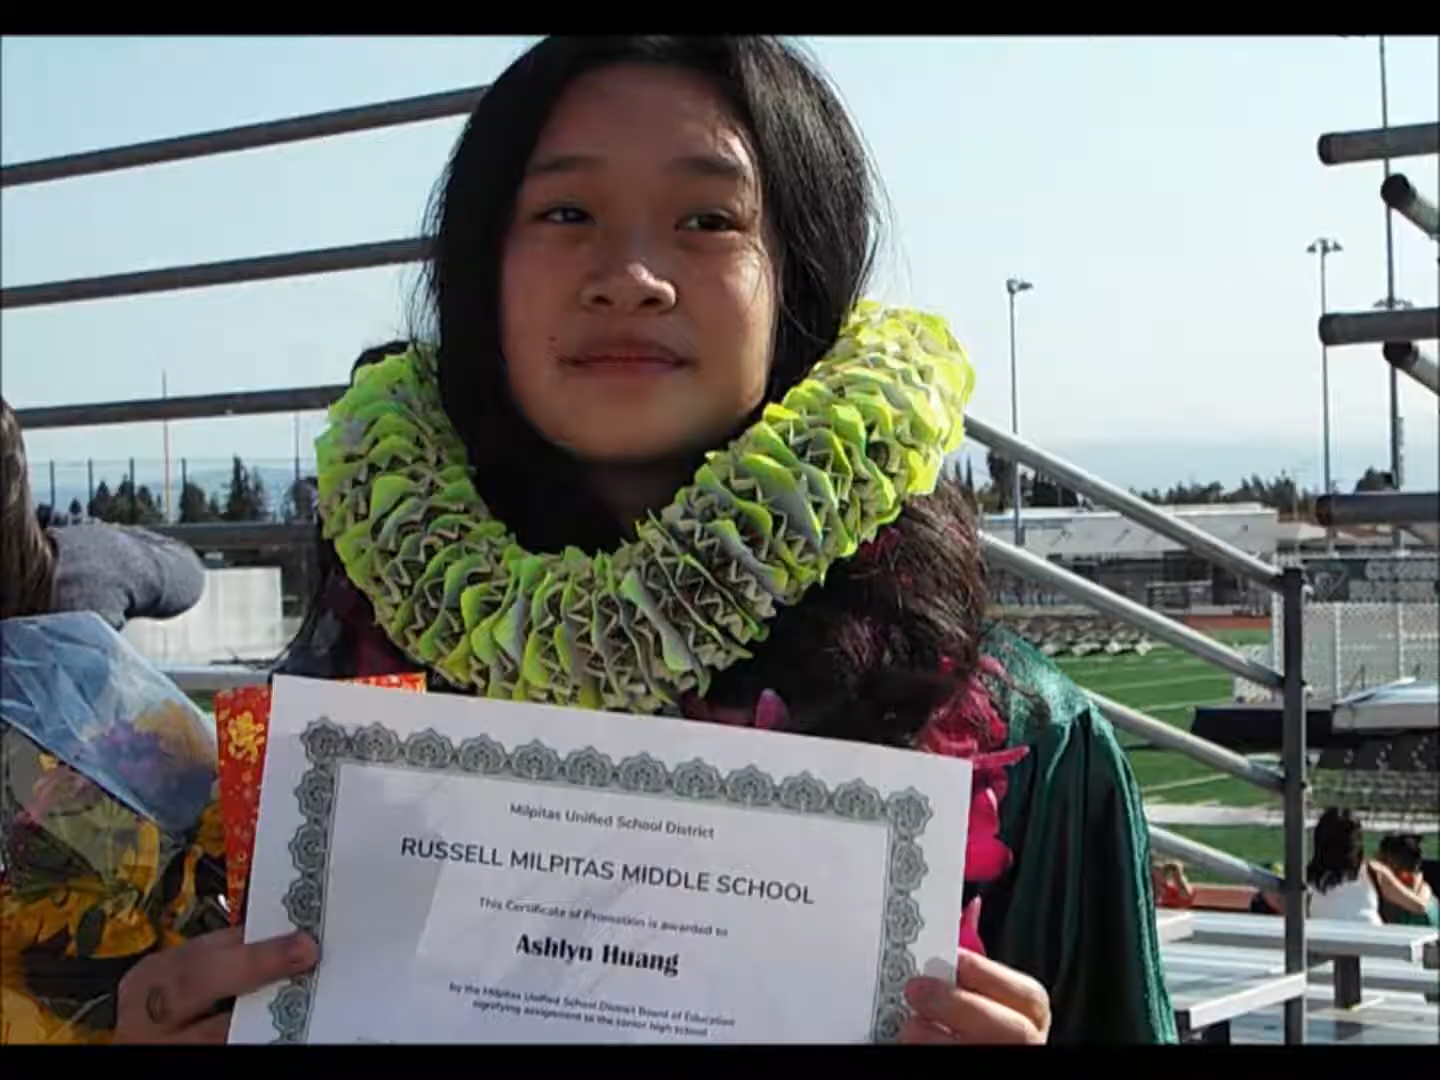 Milpitas Unified School District
RUSSELL MILPITAS MIDDLE SCHOOL
This Certificate of Promotion is awarded to
Ashlyn Huang
by the Milpitas Unified School District Board of Education
signifying assignment to the senior high school